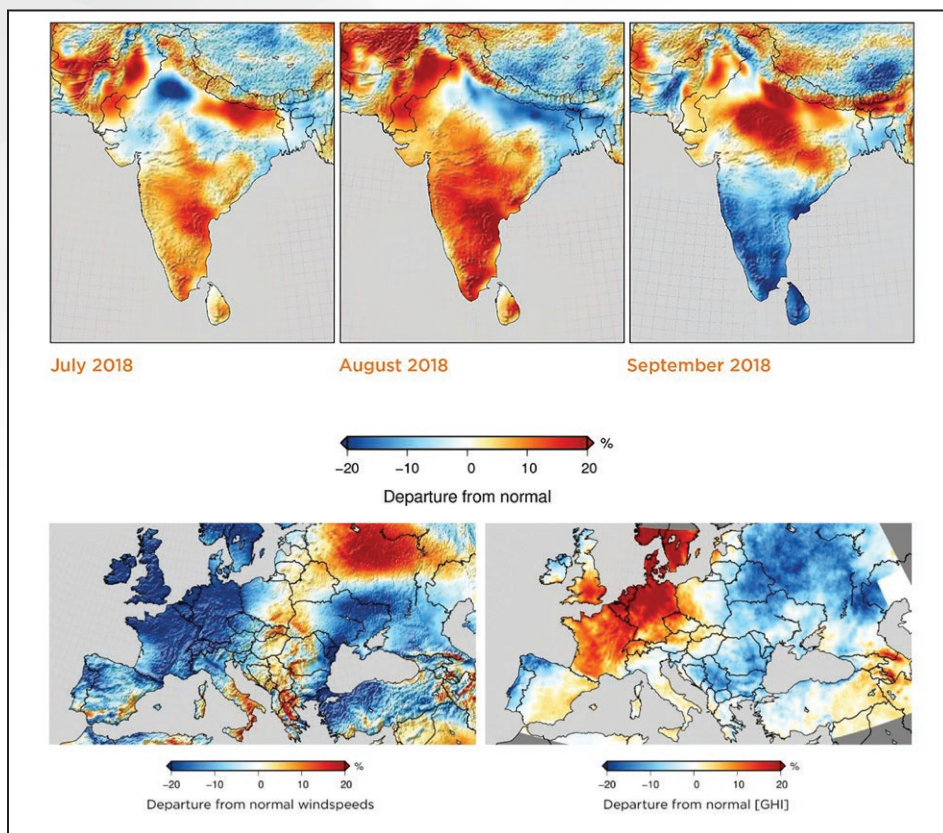 July 2018
August 2018
September 2018
%
−20 −10 0 10 20
Departure from normal
%
−20 −10 0 10 20
Departure from normal windspeeds
%
−20 −10 0 10 20
Departure from normal [GHI]